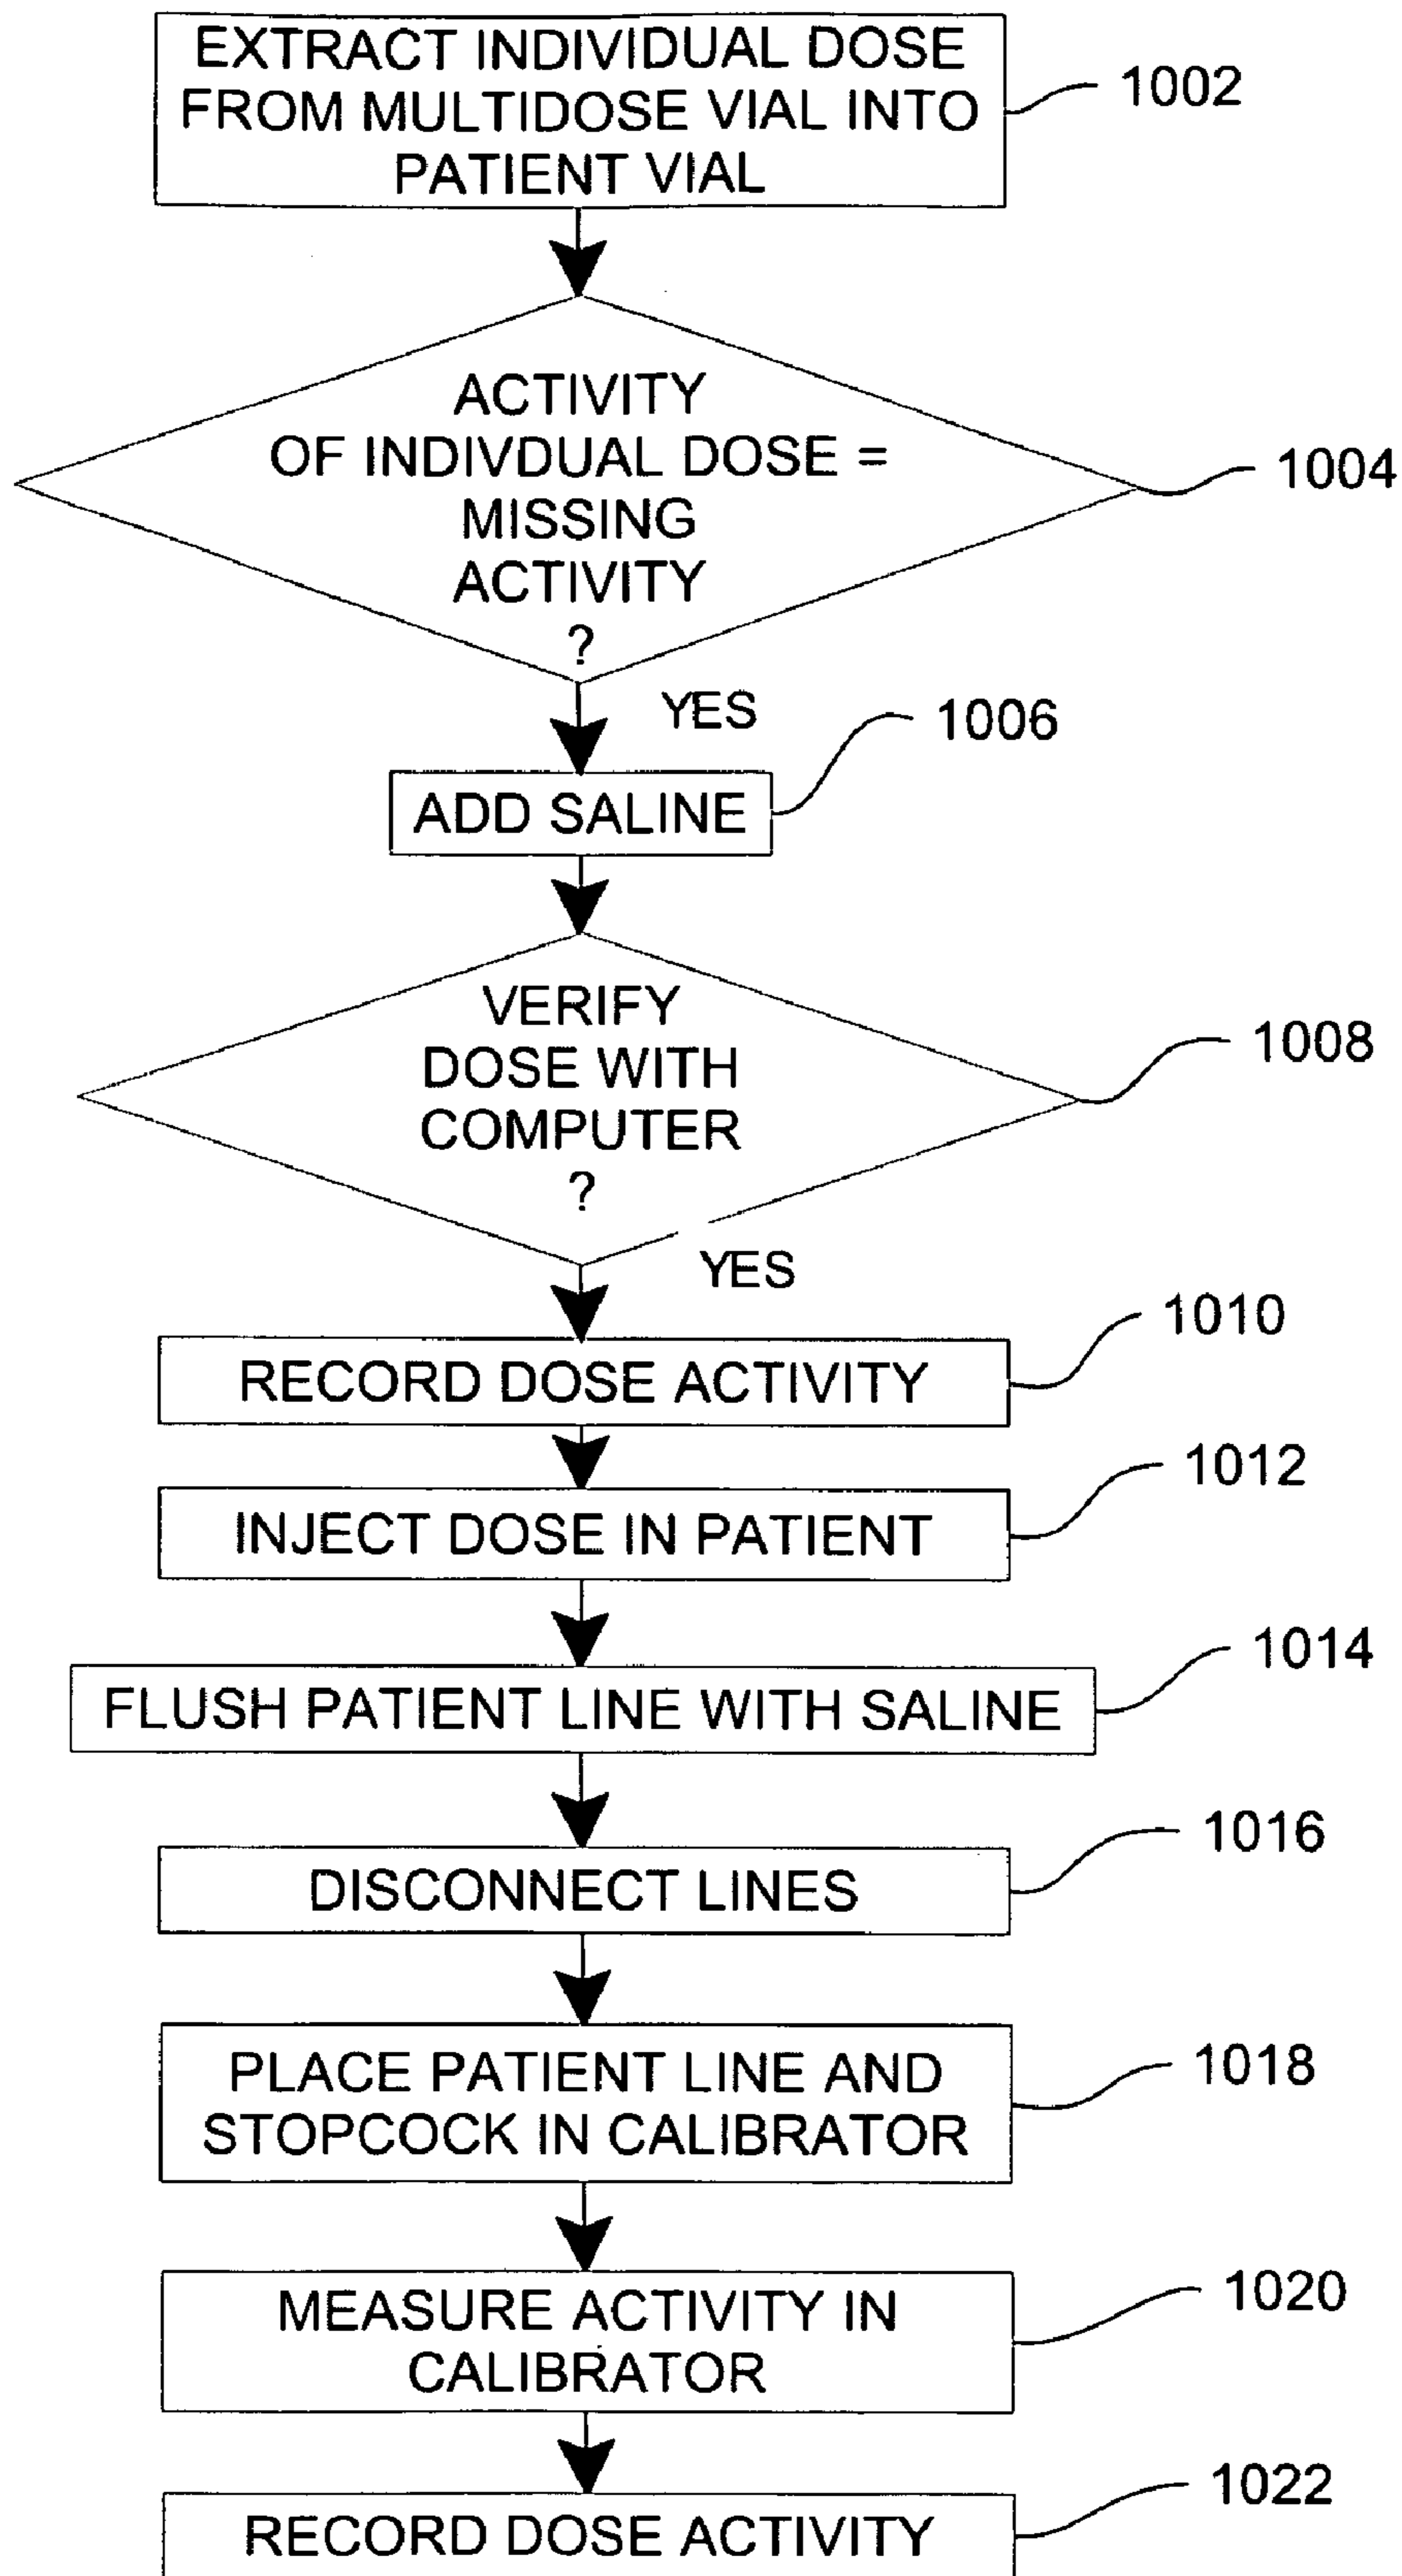 EXTRACT INDIVIDUAL DOSE
FROM MULTIDOSE VIAL INTO
PATIENT VIAL
1002
ACTIVITY
OF INDIVDUAL DOSE =
MISSING
ACTIVITY
?
1004
YES
1006
ADD SALINE
VERIFY
DOSE WITH
COMPUTER
?
1008
YES
1010
RECORD DOSE ACTIVITY
1012
INJECT DOSE IN PATIENT
1014
FLUSH PATIENT LINE WITH SALINE
1016
DISCONNECT LINES
1018
PLACE PATIENT LINE AND
STOPCOCK IN CALIBRATOR
1020
MEASURE ACTIVITY IN
CALIBRATOR
1022
RECORD DOSE ACTIVITY